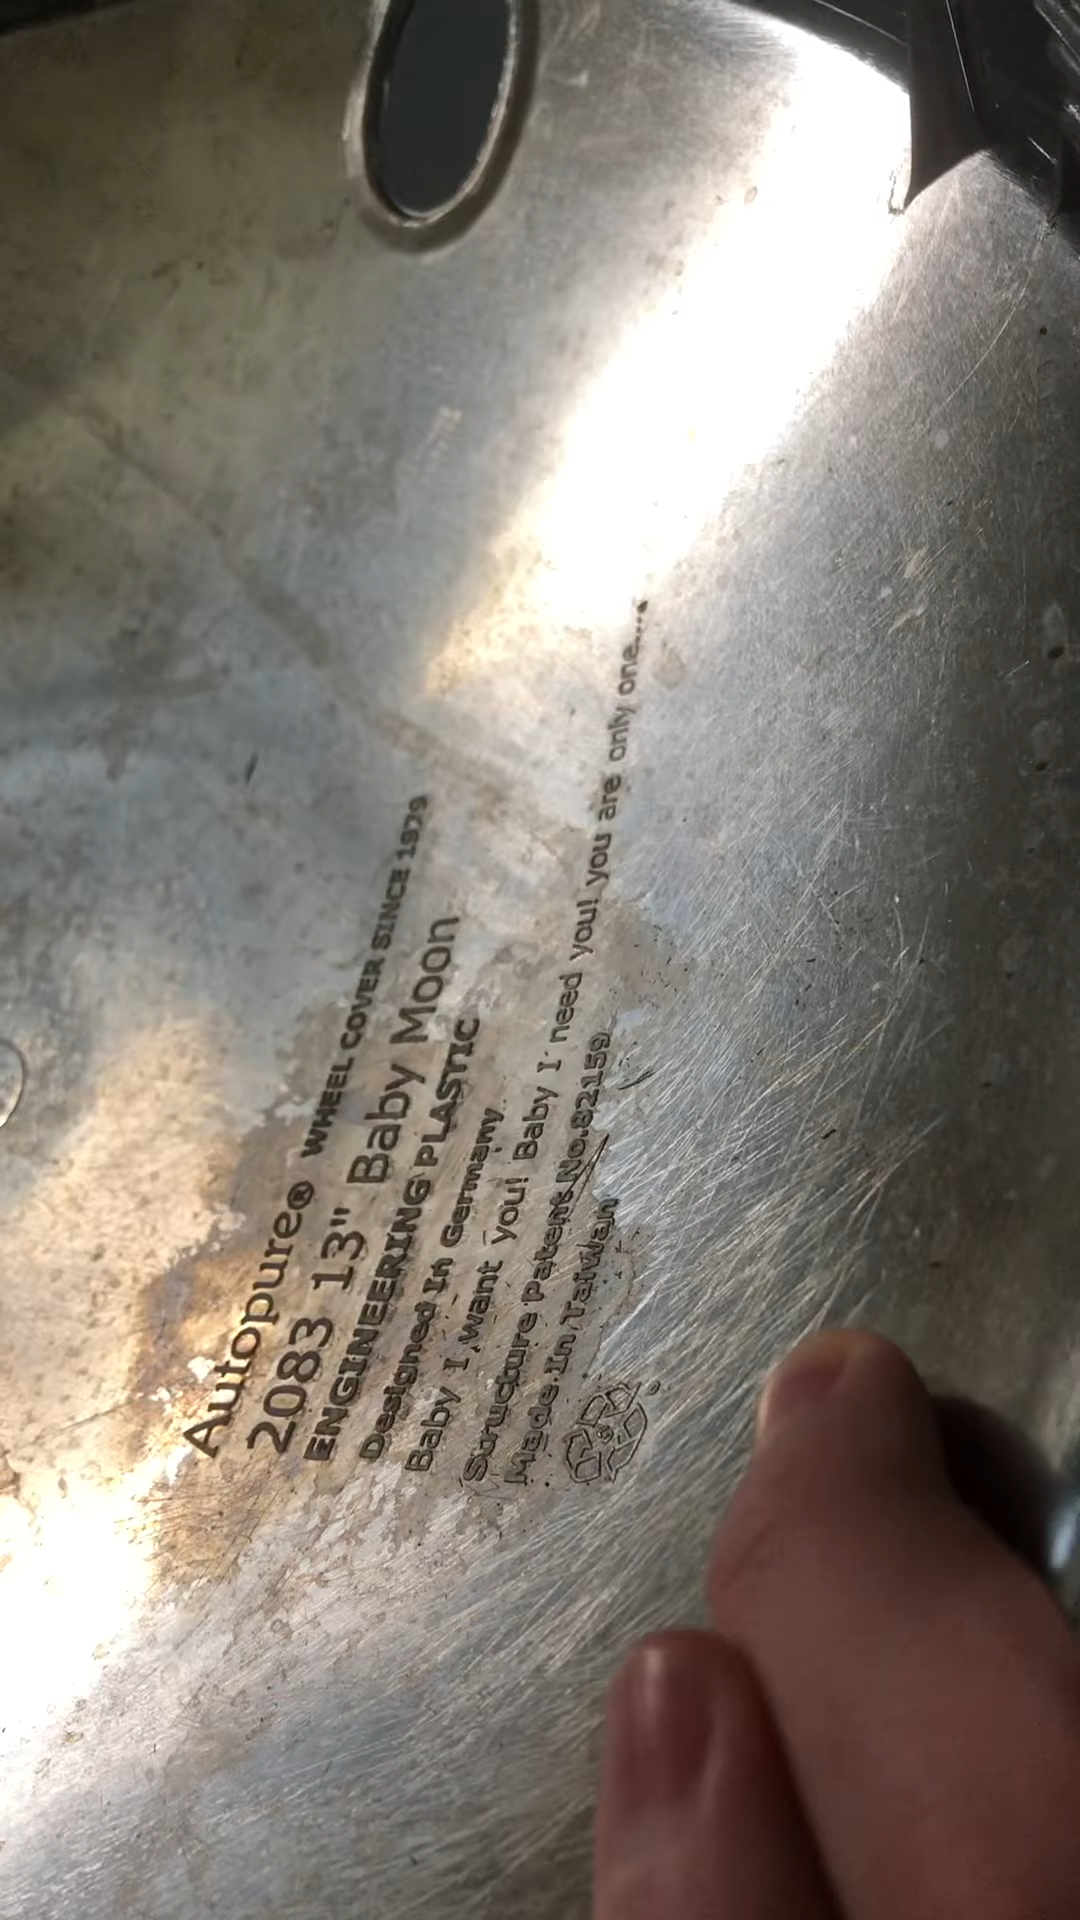 Autopure® WHEEL COVER SINCE 1979
2083 13" Baby Moon
ENGINEERING PLASTIC
Designed In Germany
Baby I Want you! Baby I need you! you are only one....
Structure Patent No.82159
Made In Taiwan